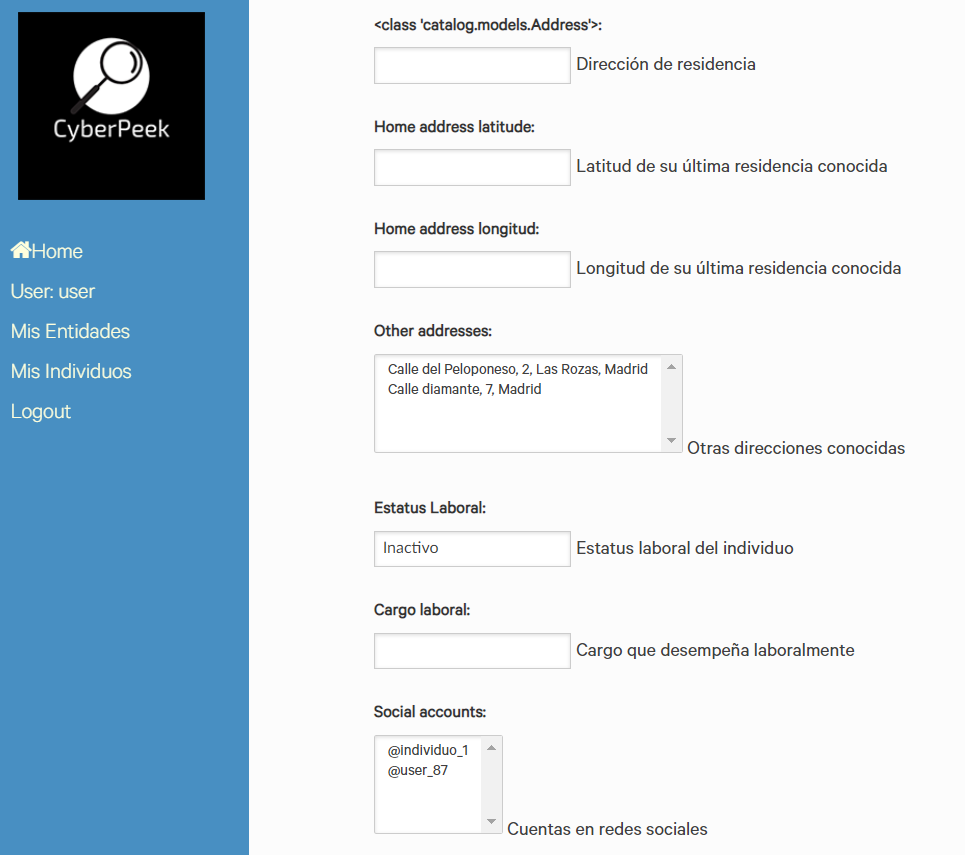 CyberPeek
Home
User: user
Mis Entidades
Mis Individuos
Logout
<class 'catalog.models.Address'>:
Dirección de residencia
Home address latitude:
Latitud de su última residencia conocida
Home address longitud:
Longitud de su última residencia conocida
Other addresses:
Calle del Peloponeso, 2, Las Rozas, Madrid
Calle diamante, 7, Madrid
Otras direcciones conocidas
Estatus Laboral:
Inactivo Estatus laboral del individuo
Cargo laboral:
Cargo que desempeña laboralmente
Social accounts:
@individuo_1
@user_87
Cuentas en redes sociales